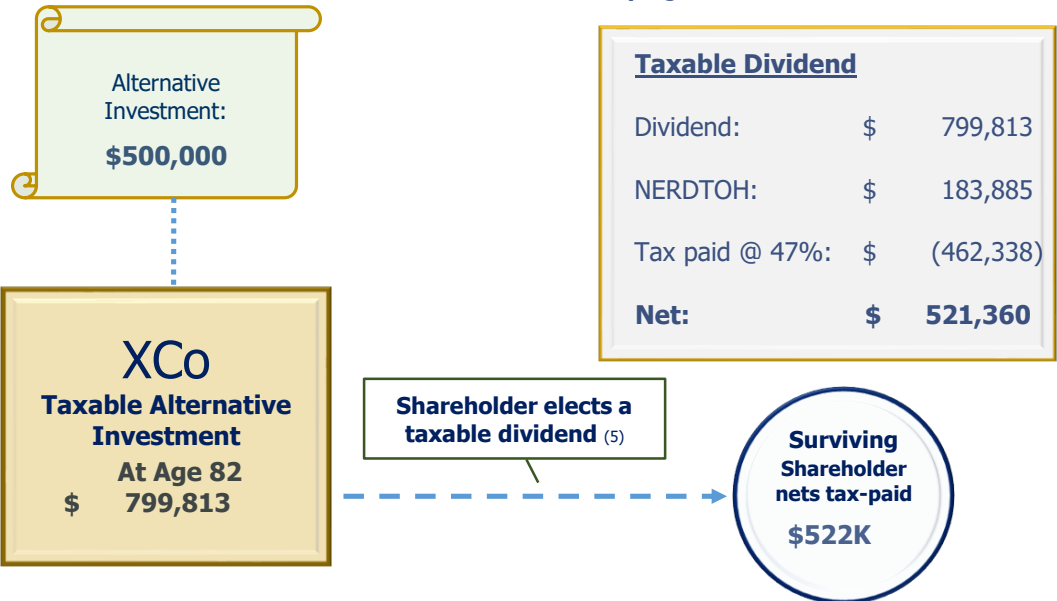 Alternative
Investment:
$500,000
Taxable Dividend
Dividend: $ 799,813
NERDTOH: $ 183,885
Tax paid @ 47%: $ (462,338)
Net: $ 521,360
XCo
Taxable Alternative
Investment
At Age 82
$ 799,813
Shareholder elects a
taxable dividend (5)
Surviving
Shareholder
nets tax-paid
$522K